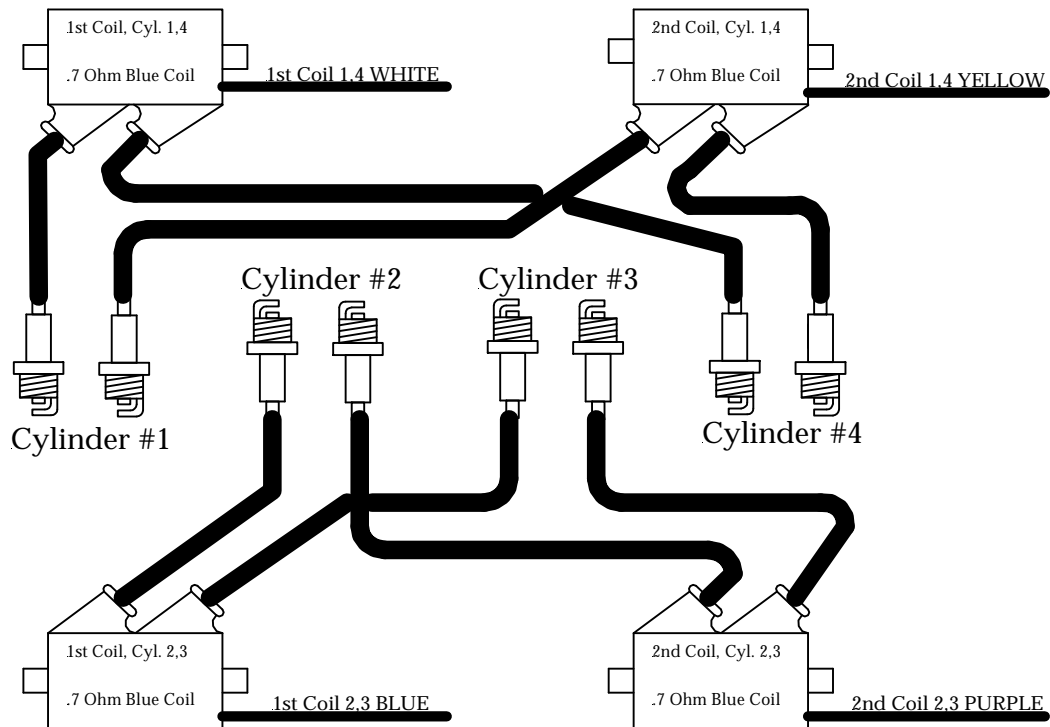 1st Coil, Cyl. 1,4
.7 Ohm Blue Coil
1st Coil 1,4 WHITE
2nd Coil, Cyl. 1,4
.7 Ohm Blue Coil
2nd Coil 1,4 YELLOW
Cylinder #2
Cylinder #3
Cylinder #1
Cylinder #4
1st Coil, Cyl. 2,3
.7 Ohm Blue Coil
1st Coil 2,3 BLUE
2nd Coil, Cyl. 2,3
.7 Ohm Blue Coil
2nd Coil 2,3 PURPLE